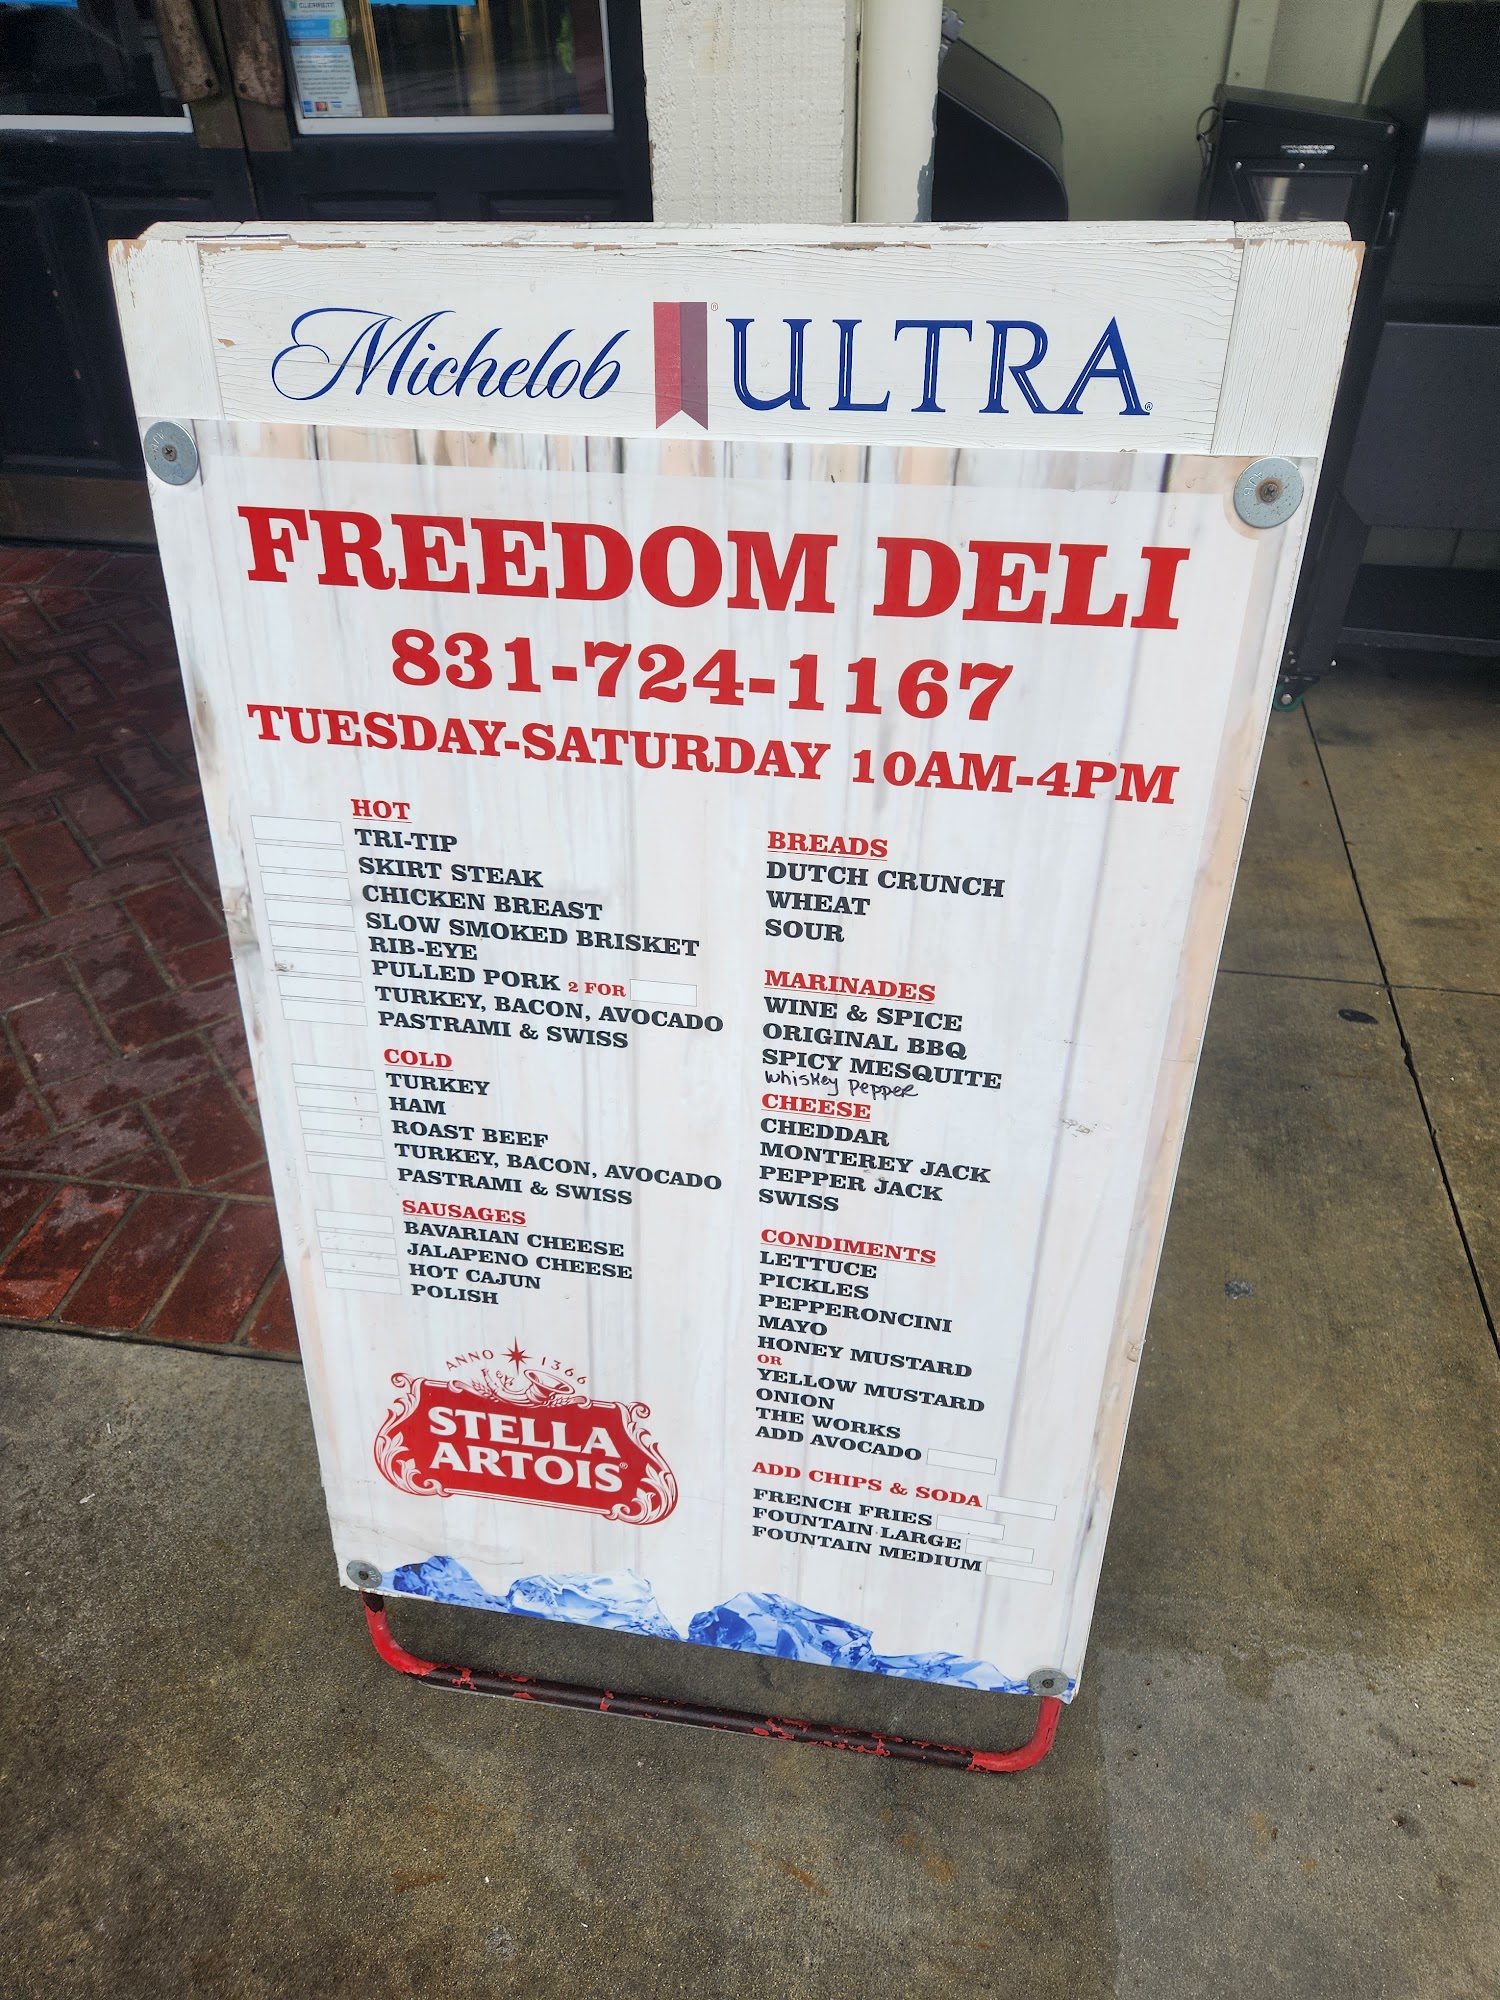 Michelob ULTRA
FREEDOM DELI
831-724-1167
TUESDAY-SATURDAY 10AM-4PM
HOT
TRI-TIP
SKIRT STEAK
CHICKEN BREAST
SLOW SMOKED BRISKET
RIB-EYE
PULLED PORK 2 FOR
TURKEY, BACON, AVOCADO
PASTRAMI & SWISS
COLD
TURKEY
HAM
ROAST BEEF
TURKEY, BACON, AVOCADO
PASTRAMI & SWISS
SAUSAGES
BAVARIAN CHEESE
JALAPENO CHEESE
HOT CAJUN
POLISH
ANNO 1366
STELLA
ARTOIS
BREADS
DUTCH CRUNCH
WHEAT
SOUR
MARINADES
WINE & SPICE
ORIGINAL BBQ
SPICY MESQUITE
Whiskey Pepper
CHEESE
CHEDDAR
MONTEREY JACK
PEPPER JACK
SWISS
CONDIMENTS
LETTUCE
PICKLES
PEPPERONCINI
MAYO
HONEY MUSTARD
OR
YELLOW MUSTARD
ONION
THE WORKS
ADD AVOCADO
ADD CHIPS & SODA
FRENCH FRIES
FOUNTAIN LARGE
FOUNTAIN MEDIUM